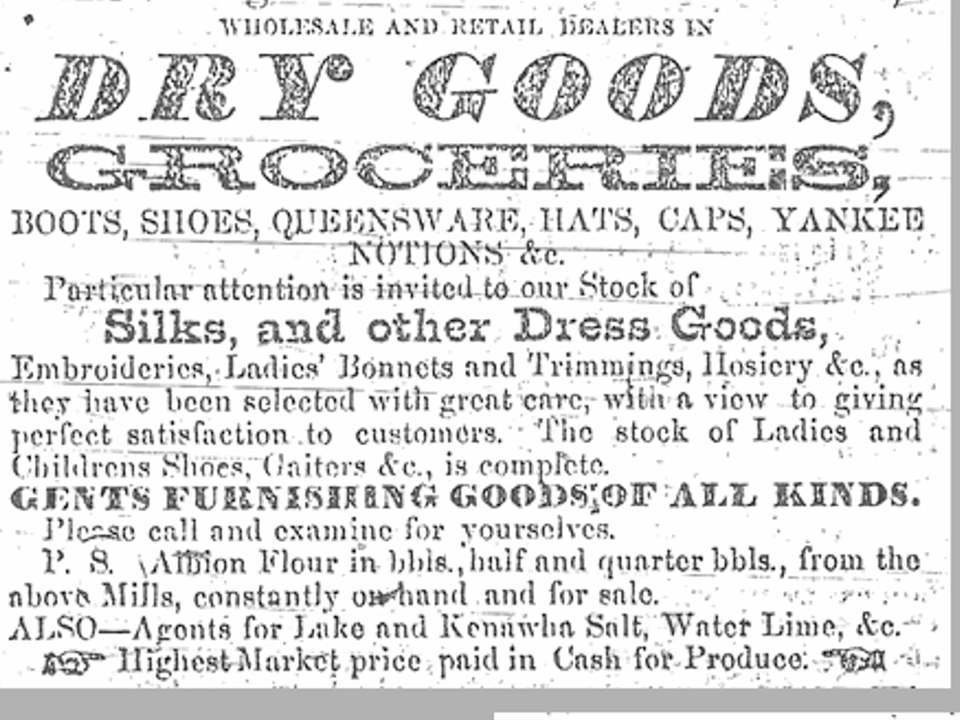 WHOLESALE AND RETAIL DEALERS IN
DRY GOODS,
GROCERIES,
BOOTS, SHOES, QUEENSWARE, HATS, CAPS, YANKEE
NOTIONS &c.
Particular attention is invited to our Stock of
Silks, and other Dress Goods,
Embroideries, Ladies' Bonnets and Trimmings, Hosiery &c., as
they have been selected with great care, with a view to giving
perfect satisfaction to customers. The stock of Ladies and
Childrens Shoes, Gaiters &c., is complete.
GENTS FURNISHING GOODS, OF ALL KINDS.
Please call and examine for yourselves.
P. S. Albion Flour in bbls., half and quarter bbls., from the
above Mills, constantly on hand and for sale.
ALSO—Agents for Lake and Kenawha Salt, Water Lime, &c.
Highest Market price paid in Cash for Produce.